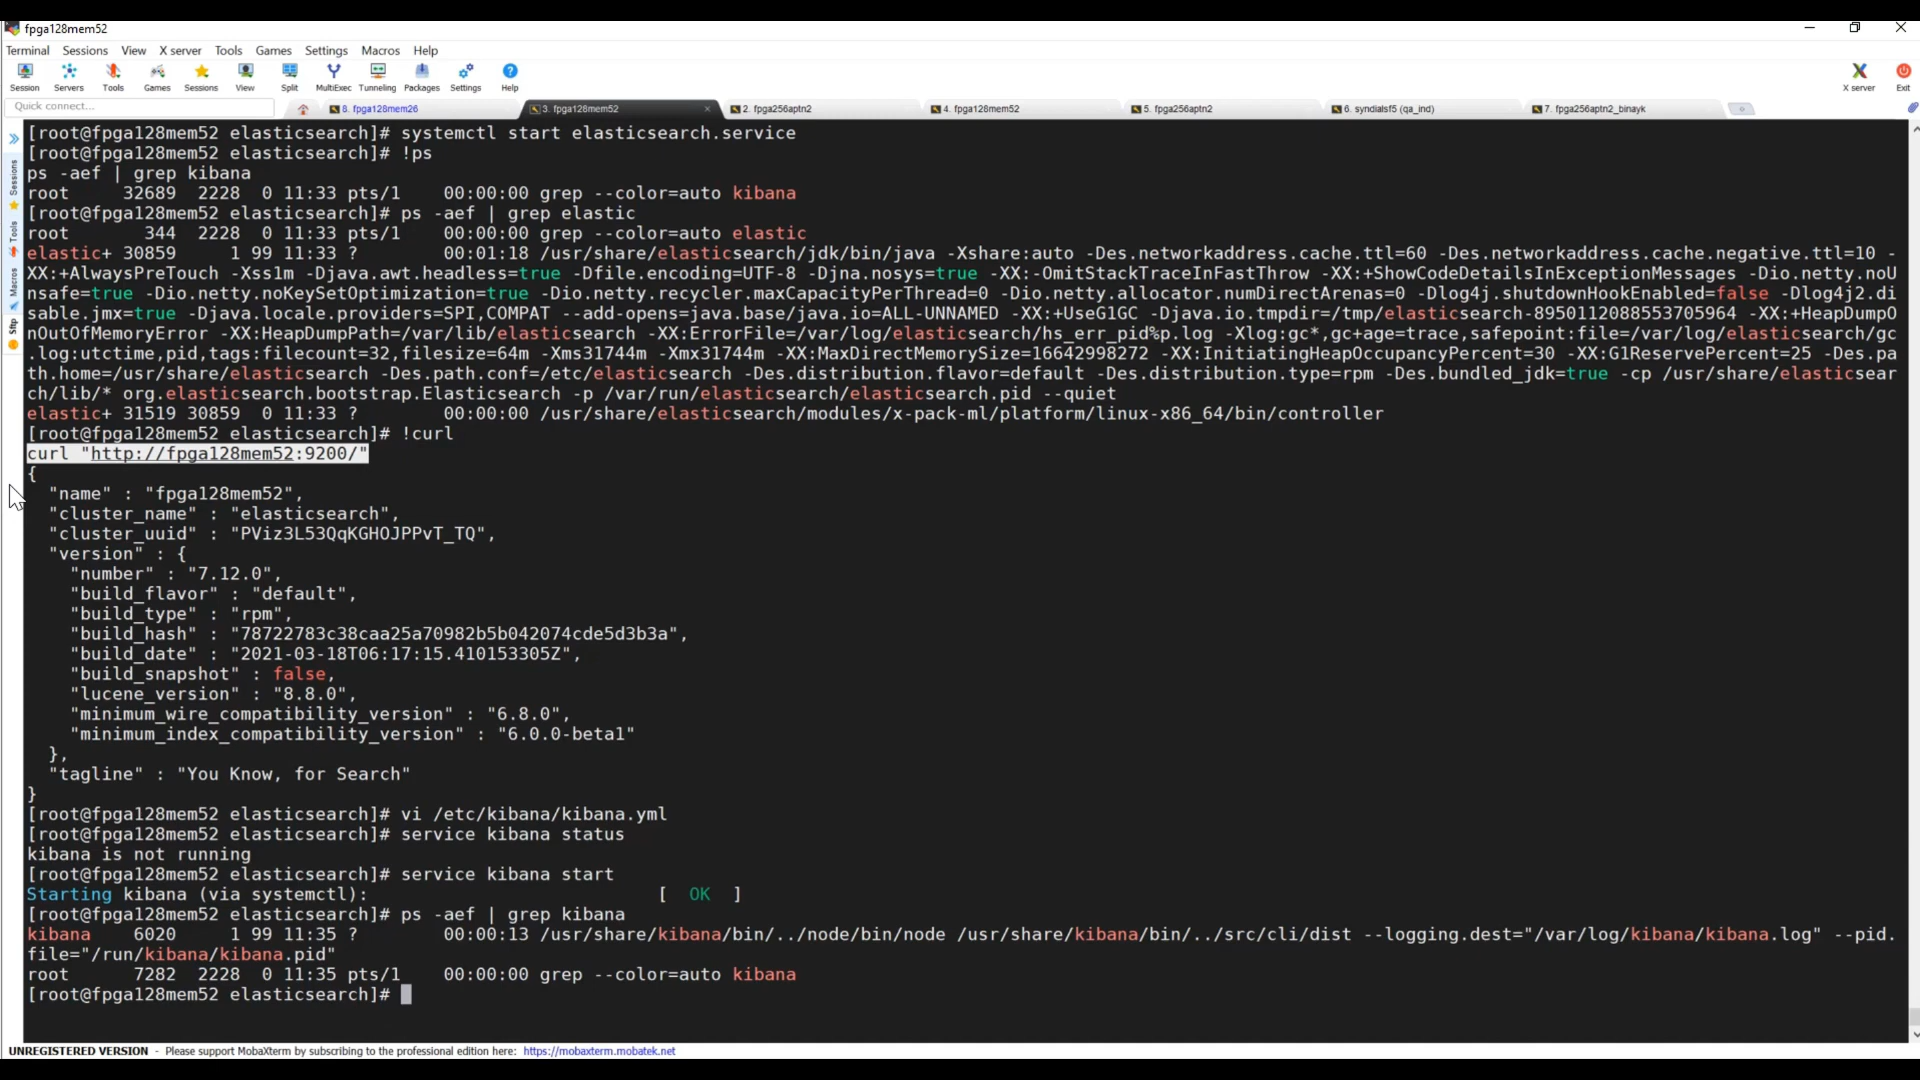 fpga128mem52
Terminal Sessions View X server Tools Games Settings Macros Help
Session Servers Tools Games Sessions View Split MultiExec Tunneling Packages Settings Help X server Exit
Quick connect... 8. fpga128mem26 3. fpga128mem52 2. fpga256aptn2 4. fpga128mem52 5. fpga256aptn2 6. syndialsf5 (qa_ind) 7. fpga256aptn2_binayk
Sessions
Tools
Macros
Sftp
[root@fpga128mem52 elasticsearch]# systemctl start elasticsearch.service
[root@fpga128mem52 elasticsearch]# !ps
ps -aef | grep kibana
root     32689  2228  0 11:33 pts/1    00:00:00 grep --color=auto kibana
[root@fpga128mem52 elasticsearch]# ps -aef | grep elastic
root       344  2228  0 11:33 pts/1    00:00:00 grep --color=auto elastic
elastic+ 30859     1 99 11:33 ?        00:01:18 /usr/share/elasticsearch/jdk/bin/java -Xshare:auto -Des.networkaddress.cache.ttl=60 -Des.networkaddress.cache.negative.ttl=10 -
XX:+AlwaysPreTouch -Xss1m -Djava.awt.headless=true -Dfile.encoding=UTF-8 -Djna.nosys=true -XX:-OmitStackTraceInFastThrow -XX:+ShowCodeDetailsInExceptionMessages -Dio.netty.noU
nsafe=true -Dio.netty.noKeySetOptimization=true -Dio.netty.recycler.maxCapacityPerThread=0 -Dio.netty.allocator.numDirectArenas=0 -Dlog4j.shutdownHookEnabled=false -Dlog4j2.di
sable.jmx=true -Djava.locale.providers=SPI,COMPAT --add-opens=java.base/java.io=ALL-UNNAMED -XX:+UseG1GC -Djava.io.tmpdir=/tmp/elasticsearch-8950112088553705964 -XX:+HeapDumpO
nOutOfMemoryError -XX:HeapDumpPath=/var/lib/elasticsearch -XX:ErrorFile=/var/log/elasticsearch/hs_err_pid%p.log -Xlog:gc*,gc+age=trace,safepoint:file=/var/log/elasticsearch/gc
.log:utctime,pid,tags:filecount=32,filesize=64m -Xms31744m -Xmx31744m -XX:MaxDirectMemorySize=16642998272 -XX:InitiatingHeapOccupancyPercent=30 -XX:G1ReservePercent=25 -Des.pa
th.home=/usr/share/elasticsearch -Des.path.conf=/etc/elasticsearch -Des.distribution.flavor=default -Des.distribution.type=rpm -Des.bundled_jdk=true -cp /usr/share/elasticsear
ch/lib/* org.elasticsearch.bootstrap.Elasticsearch -p /var/run/elasticsearch/elasticsearch.pid --quiet
elastic+ 31519 30859  0 11:33 ?        00:00:00 /usr/share/elasticsearch/modules/x-pack-ml/platform/linux-x86_64/bin/controller
[root@fpga128mem52 elasticsearch]# !curl
curl "http://fpga128mem52:9200/"
{
  "name" : "fpga128mem52",
  "cluster_name" : "elasticsearch",
  "cluster_uuid" : "PViz3L53QqKGHOJPPvT_TQ",
  "version" : {
    "number" : "7.12.0",
    "build_flavor" : "default",
    "build_type" : "rpm",
    "build_hash" : "78722783c38caa25a70982b5b042074cde5d3b3a",
    "build_date" : "2021-03-18T06:17:15.410153305Z",
    "build_snapshot" : false,
    "lucene_version" : "8.8.0",
    "minimum_wire_compatibility_version" : "6.8.0",
    "minimum_index_compatibility_version" : "6.0.0-beta1"
  },
  "tagline" : "You Know, for Search"
}
[root@fpga128mem52 elasticsearch]# vi /etc/kibana/kibana.yml
[root@fpga128mem52 elasticsearch]# service kibana status
kibana is not running
[root@fpga128mem52 elasticsearch]# service kibana start
Starting kibana (via systemctl):                           [  OK  ]
[root@fpga128mem52 elasticsearch]# ps -aef | grep kibana
kibana    6020     1 99 11:35 ?        00:00:13 /usr/share/kibana/bin/../node/bin/node /usr/share/kibana/bin/../src/cli/dist --logging.dest="/var/log/kibana/kibana.log" --pid.
file="/run/kibana/kibana.pid"
root      7282  2228  0 11:35 pts/1    00:00:00 grep --color=auto kibana
[root@fpga128mem52 elasticsearch]#
UNREGISTERED VERSION - Please support MobaXterm by subscribing to the professional edition here: https://mobaxterm.mobatek.net